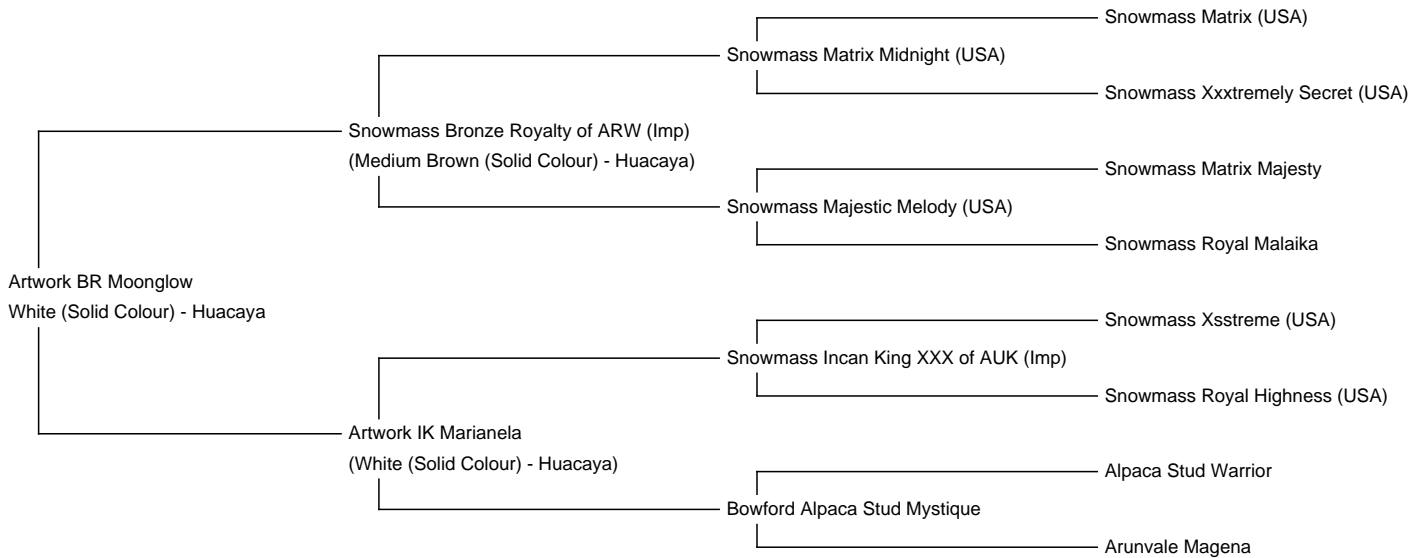 Snowmass Matrix (USA)
Snowmass Matrix Midnight (USA)
Snowmass Xxxtremely Secret (USA)
Snowmass Bronze Royalty of ARW (Imp)
(Medium Brown (Solid Colour) - Huacaya)
Snowmass Matrix Majesty
Snowmass Majestic Melody (USA)
Snowmass Royal Malaika
Artwork BR Moonglow
White (Solid Colour) - Huacaya
Snowmass Xsstreme (USA)
Snowmass Incan King XXX of AUK (Imp)
Snowmass Royal Highness (USA)
Artwork IK Marianela
(White (Solid Colour) - Huacaya)
Alpaca Stud Warrior
Bowford Alpaca Stud Mystique
Arunvale Magena